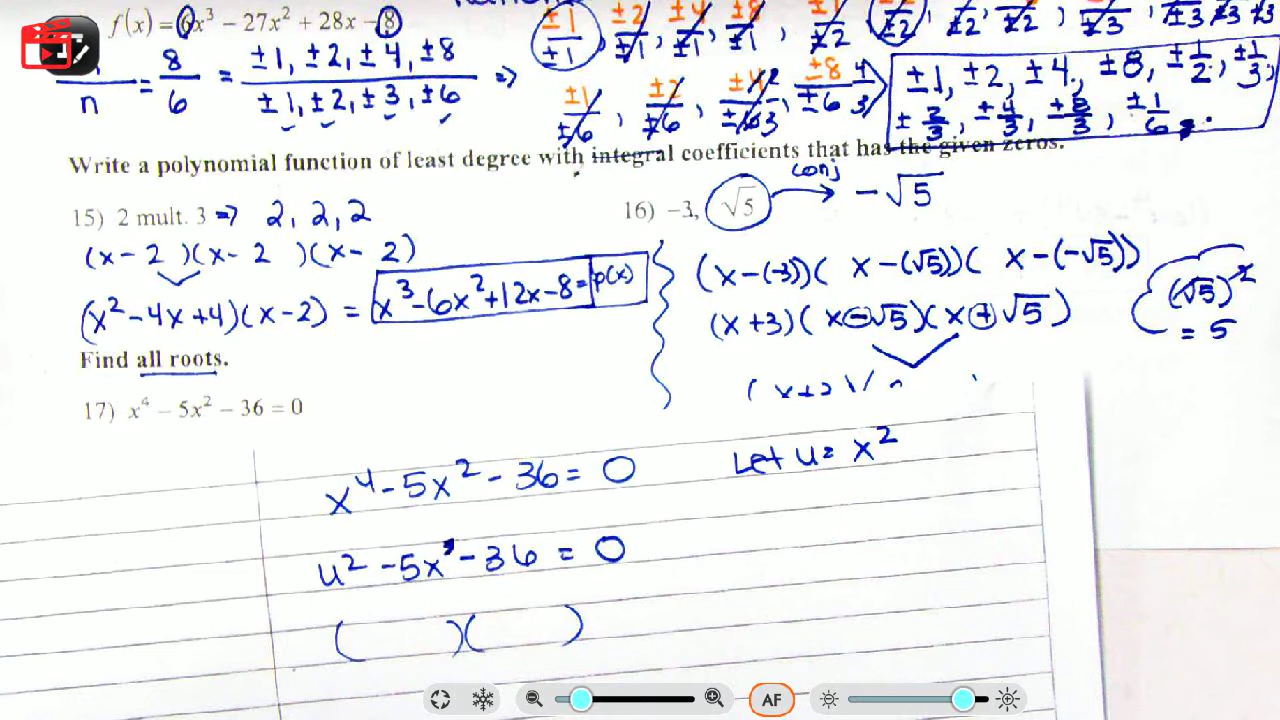 f(x) = 6x³ − 27x² + 28x − 8
n = 8/6 = ±1, ±2, ±4, ±8 / ±1, ±2, ±3, ±6 ⇒
±1/±1, ±2/±1, ±4/±1, ±8/±1, ±1/±2
±1/±6, ±2/±6, ±8/±6 4/3
±1, ±2, ±4, ±8, ±1/2, ±1/3,
± 2/3, ±4/3, ±8/3, ±1/6
Write a polynomial function of least degree with integral coefficients that has the given zeros.
15) 2 mult. 3 ⇒ 2, 2, 2
(x − 2 )(x − 2 )(x − 2)
(x² − 4x + 4)(x − 2) = x³ − 6x² + 12x − 8 = p(x)
16) −3, √5 conj → −√5
(x − (−3))( x − (√5))( x − (−√5))
(x + 3)( x − √5)(x + √5 )
(√5)²
= 5
Find all roots.
17) x⁴ − 5x² − 36 = 0
x⁴ − 5x² − 36 = 0 Let u = x²
u² − 5x − 36 = 0
( )( )
AF